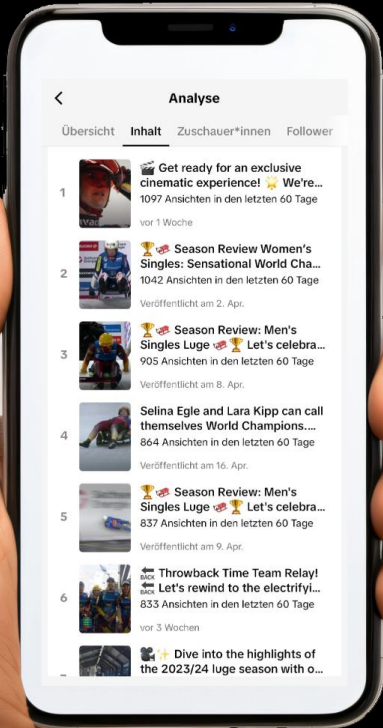 Analyse
Übersicht Inhalt Zuschauer*innen Follower
1
🎬 Get ready for an exclusive
cinematic experience! 🌟 We're...
1097 Ansichten in den letzten 60 Tage
vor 1 Woche
2
Season Review Women's
Singles: Sensational World Cha...
1042 Ansichten in den letzten 60 Tage
Veröffentlicht am 2. Apr.
3
Season Review: Men's
Singles Luge 🏆 Let's celebra...
905 Ansichten in den letzten 60 Tage
Veröffentlicht am 8. Apr.
4
Selina Egle and Lara Kipp can call
themselves World Champions....
864 Ansichten in den letzten 60 Tage
Veröffentlicht am 16. Apr.
5
Season Review: Men's
Singles Luge 🏆 Let's celebra...
837 Ansichten in den letzten 60 Tage
Veröffentlicht am 9. Apr.
6
🔙 Throwback Time Team Relay!
🔙 Let's rewind to the electrifyi...
833 Ansichten in den letzten 60 Tage
vor 3 Wochen
🎥✨ Dive into the highlights of
the 2023/24 luge season with o...